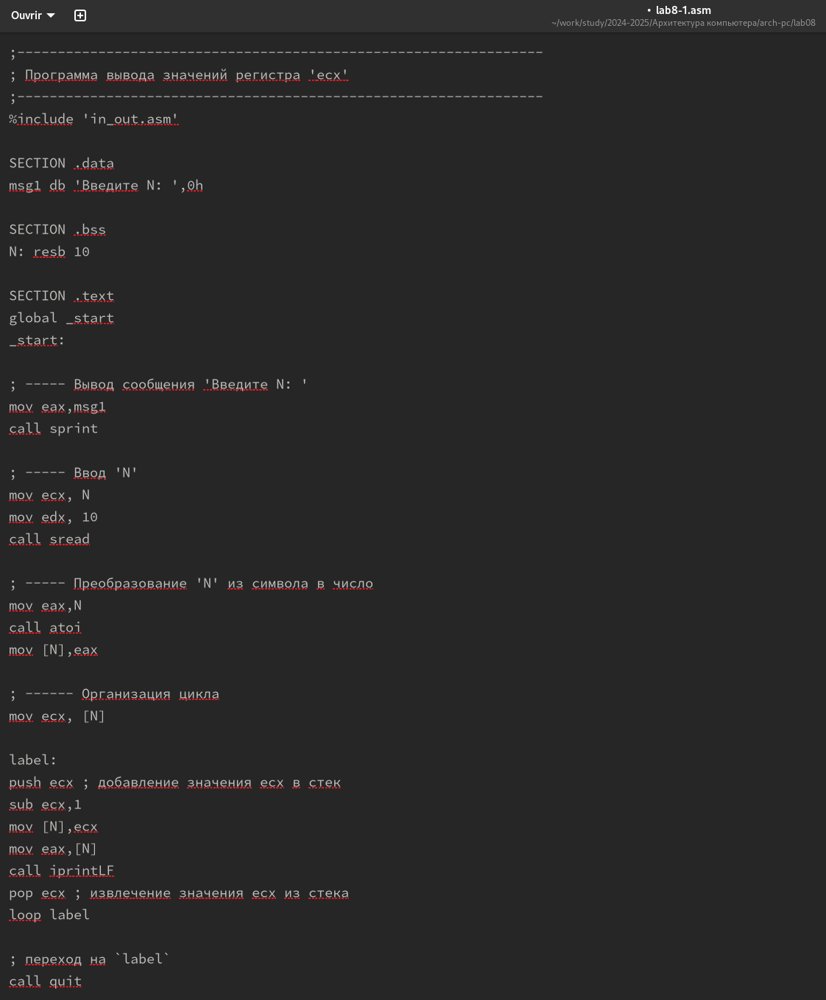 Ouvrir
• lab8-1.asm
~/work/study/2024-2025/Архитектура компьютера/arch-pc/lab08
;-----------------------------------------------------------------
; Программа вывода значений регистра 'ecx'
;-----------------------------------------------------------------
%include 'in_out.asm'
SECTION .data
msg1 db 'Введите N: ',0h
SECTION .bss
N: resb 10
SECTION .text
global _start
_start:
; ----- Вывод сообщения 'Введите N: '
mov eax,msg1
call sprint
; ----- Ввод 'N'
mov ecx, N
mov edx, 10
call sread
; ----- Преобразование 'N' из символа в число
mov eax,N
call atoi
mov [N],eax
; ------ Организация цикла
mov ecx, [N]
label:
push ecx ; добавление значения ecx в стек
sub ecx,1
mov [N],ecx
mov eax,[N]
call iprintLF
pop ecx ; извлечение значения ecx из стека
loop label
; переход на `label`
call quit